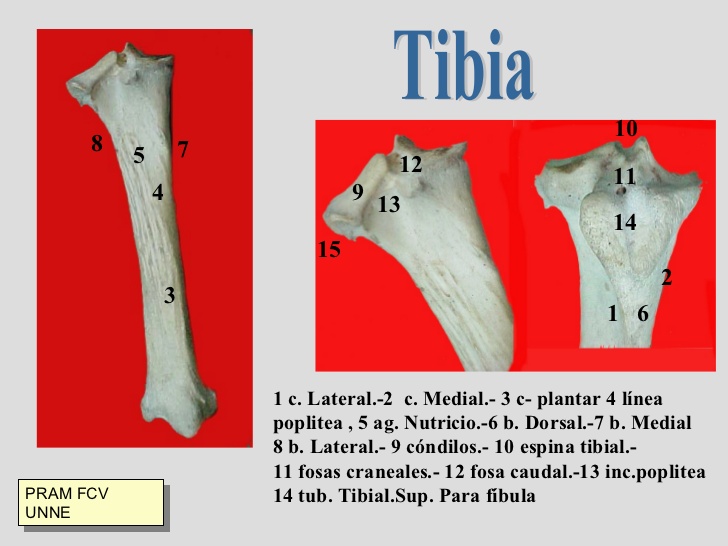 Tibia
8 5 7
4
3
12
9
13
15
10
11
14
2
1 6
1 c. Lateral.-2 c. Medial.- 3 c- plantar 4 línea
poplitea , 5 ag. Nutricio.-6 b. Dorsal.-7 b. Medial
8 b. Lateral.- 9 cóndilos.- 10 espina tibial.-
11 fosas craneales.- 12 fosa caudal.-13 inc.poplitea
14 tub. Tibial.Sup. Para fíbula
PRAM FCV
UNNE